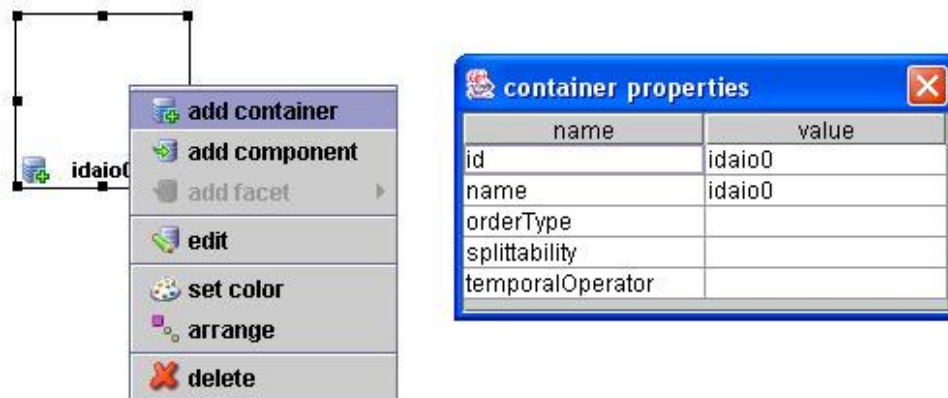 idaio0
add container
add component
add facet
edit
set color
arrange
delete
container properties
name value
id idaio0
name idaio0
orderType
splittability
temporalOperator